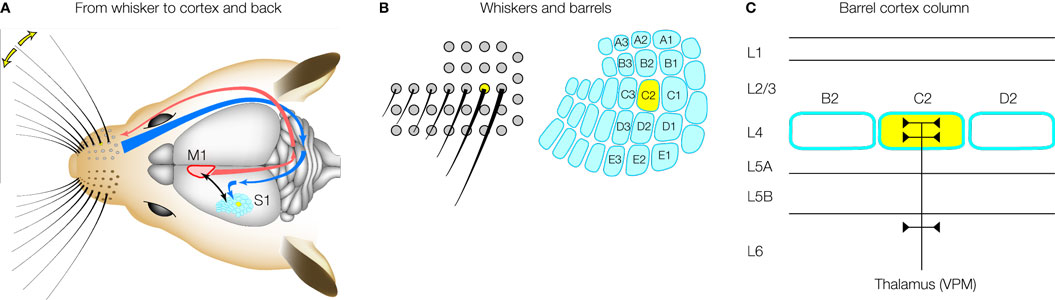 A From whisker to cortex and back
M1
S1
B Whiskers and barrels
A3 A2 A1
B3 B2 B1
C3 C2 C1
D3 D2 D1
E3 E2 E1
C Barrel cortex column
L1
L2/3
B2 C2 D2
L4
L5A
L5B
L6
Thalamus (VPM)